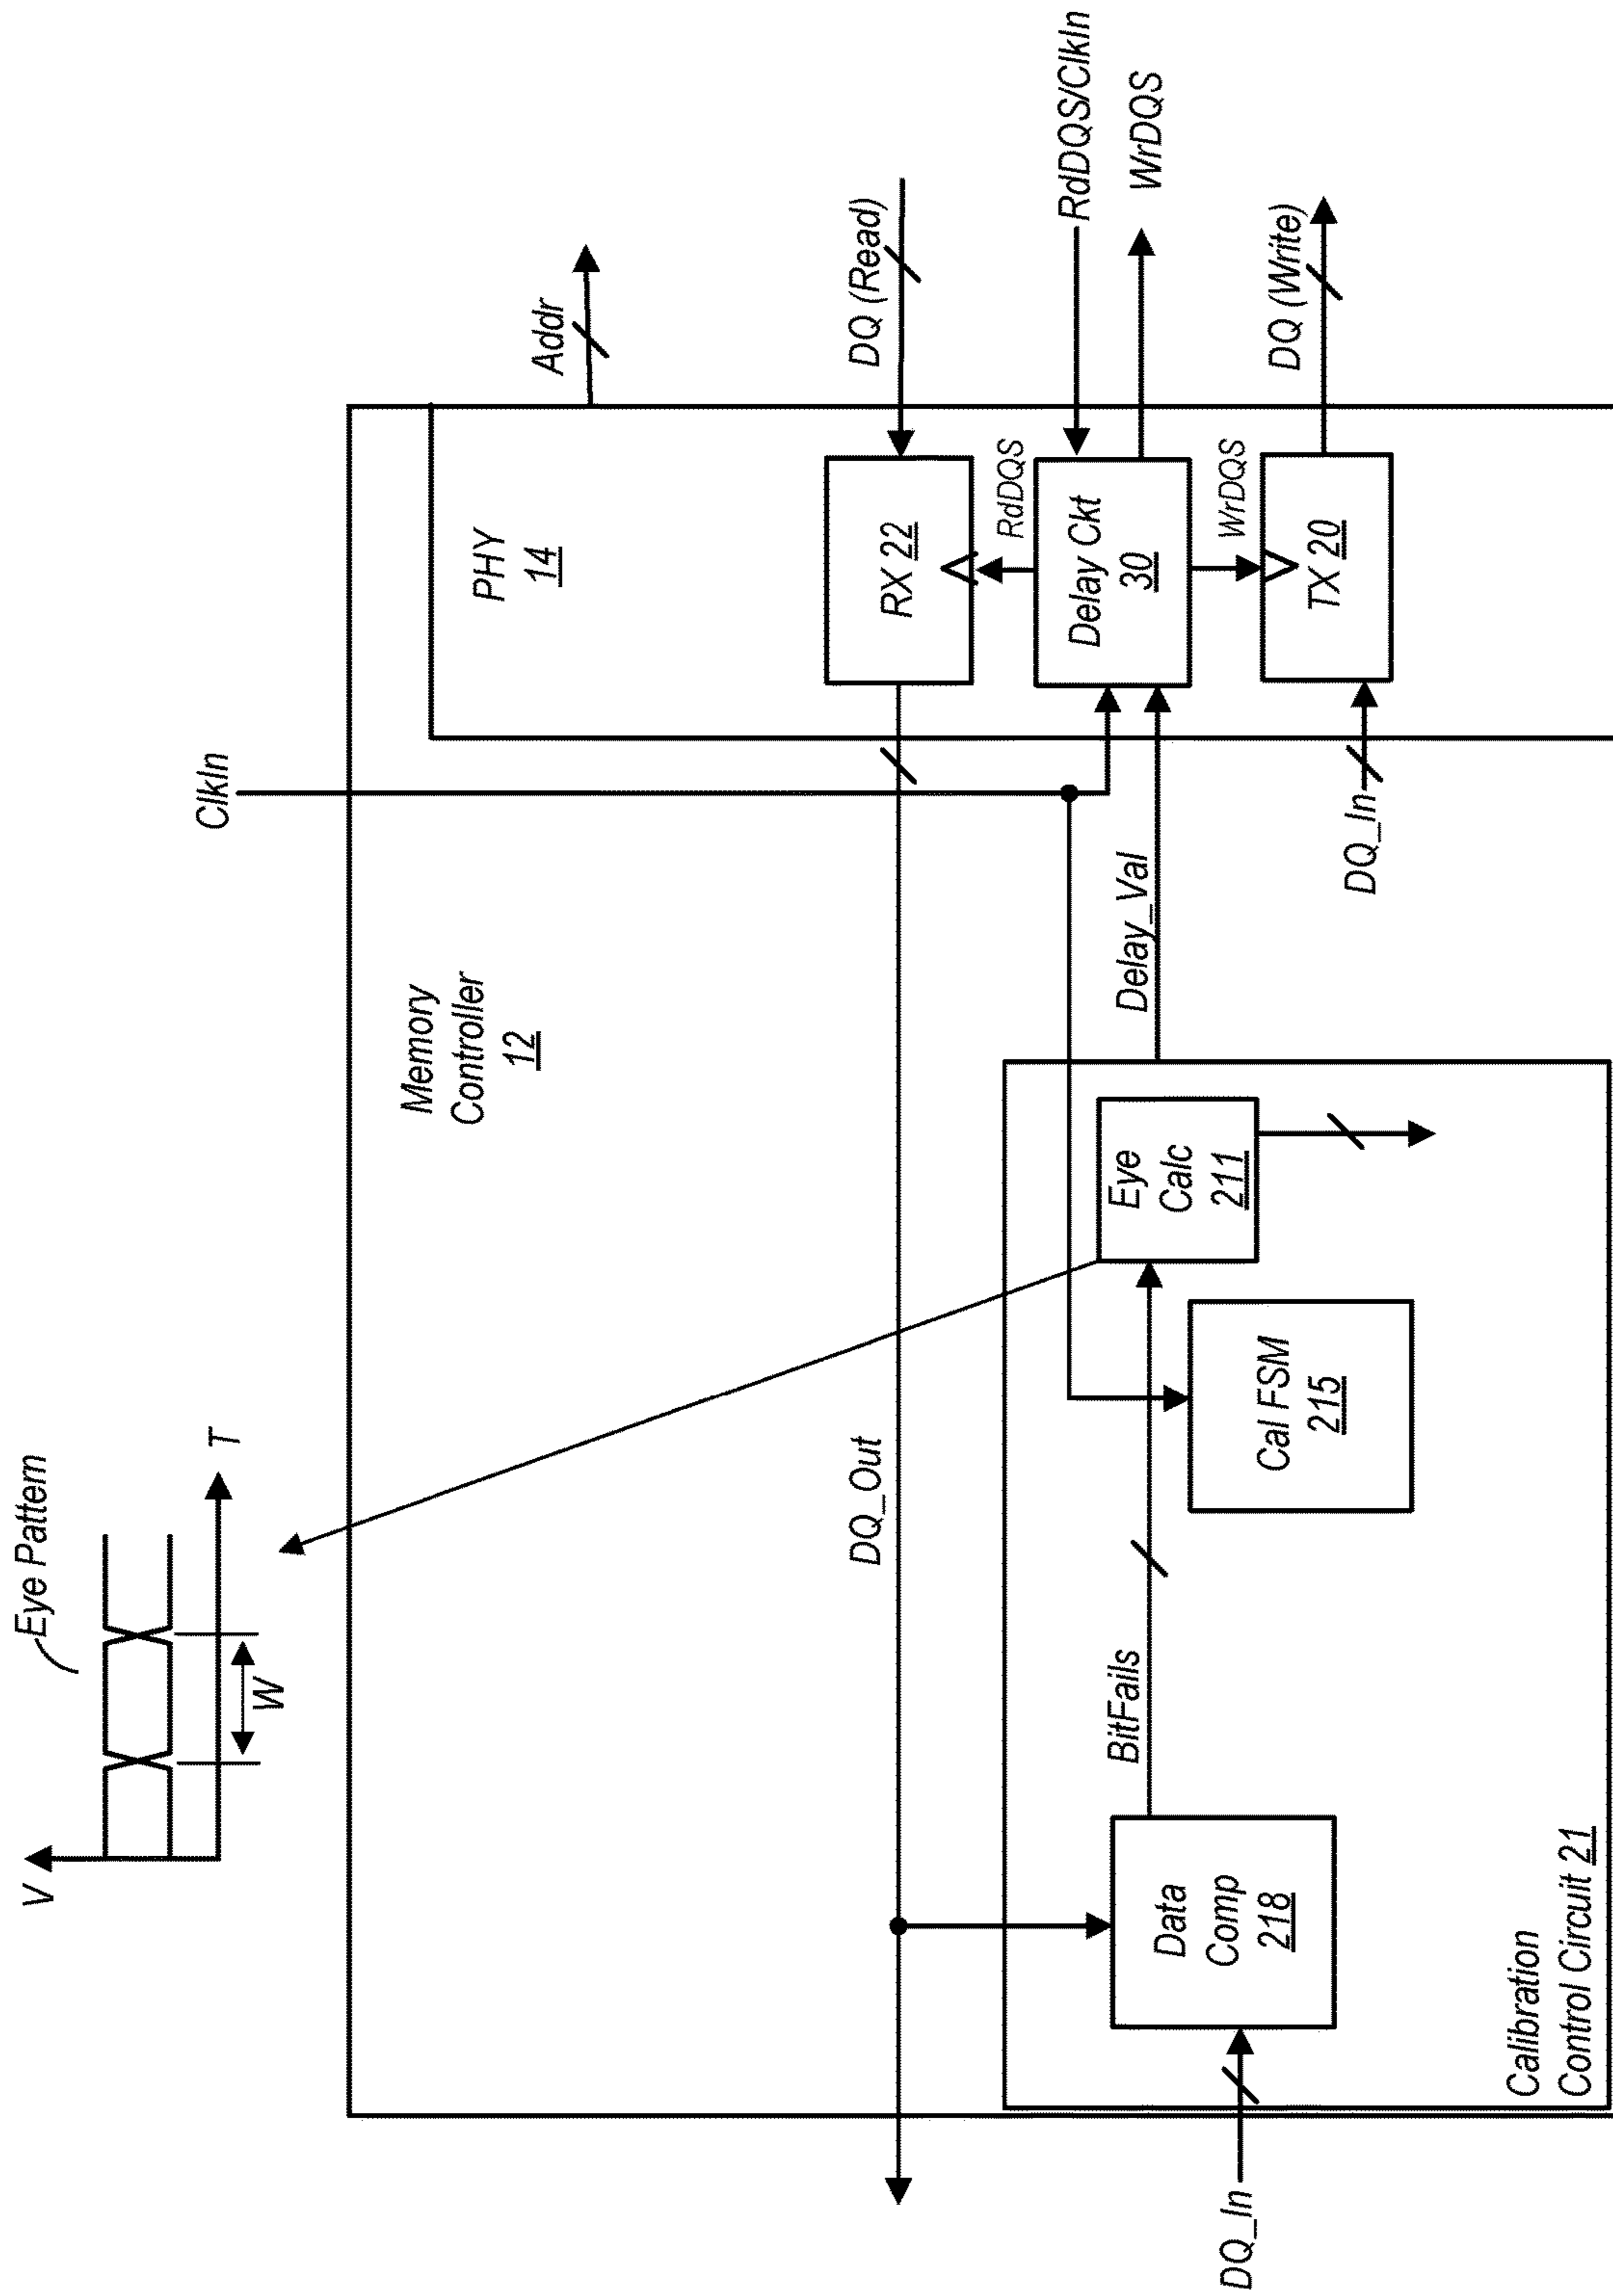 V
Eye Pattern
T
W
ClkIn
Addr
Memory
Controller
12
PHY
14
DQ (Read)
RX 22
DQ_Out
RdDQS
RdDQS/ClkIn
Delay Ckt
30
WrDQS
WrDQS
Delay_Val
TX 20
DQ (Write)
DQ_In
Eye
Calc
211
Cal FSM
215
BitFails
Data
Comp
218
DQ_In
Calibration
Control Circuit 21